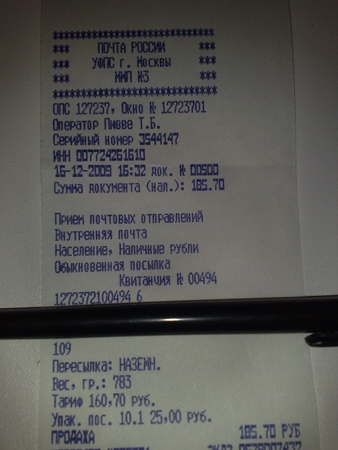 ********************************
*** ПОЧТА РОССИИ ***
*** УФПС г. Москвы ***
*** ММП №3 ***
********************************
ОПС 127237, Окно № 12723701
Оператор Пивве Т.Б.
Серийный номер 3544147
ИНН 007724261610
16-12-2009 16:32 док. № 00500
Сумма документа (нал.): 185.70
Прием почтовых отправлений
Внутренняя почта
Население, Наличные рубли
Обыкновенная посылка
Квитанция № 00494
1272372100494 6
109
Пересылка: НАЗЕМН.
Вес, гр.: 783
Тариф 160,70 руб.
Упак. пос. 10.1 25,00 руб.
ПРОДАЖА 185.70 РУБ